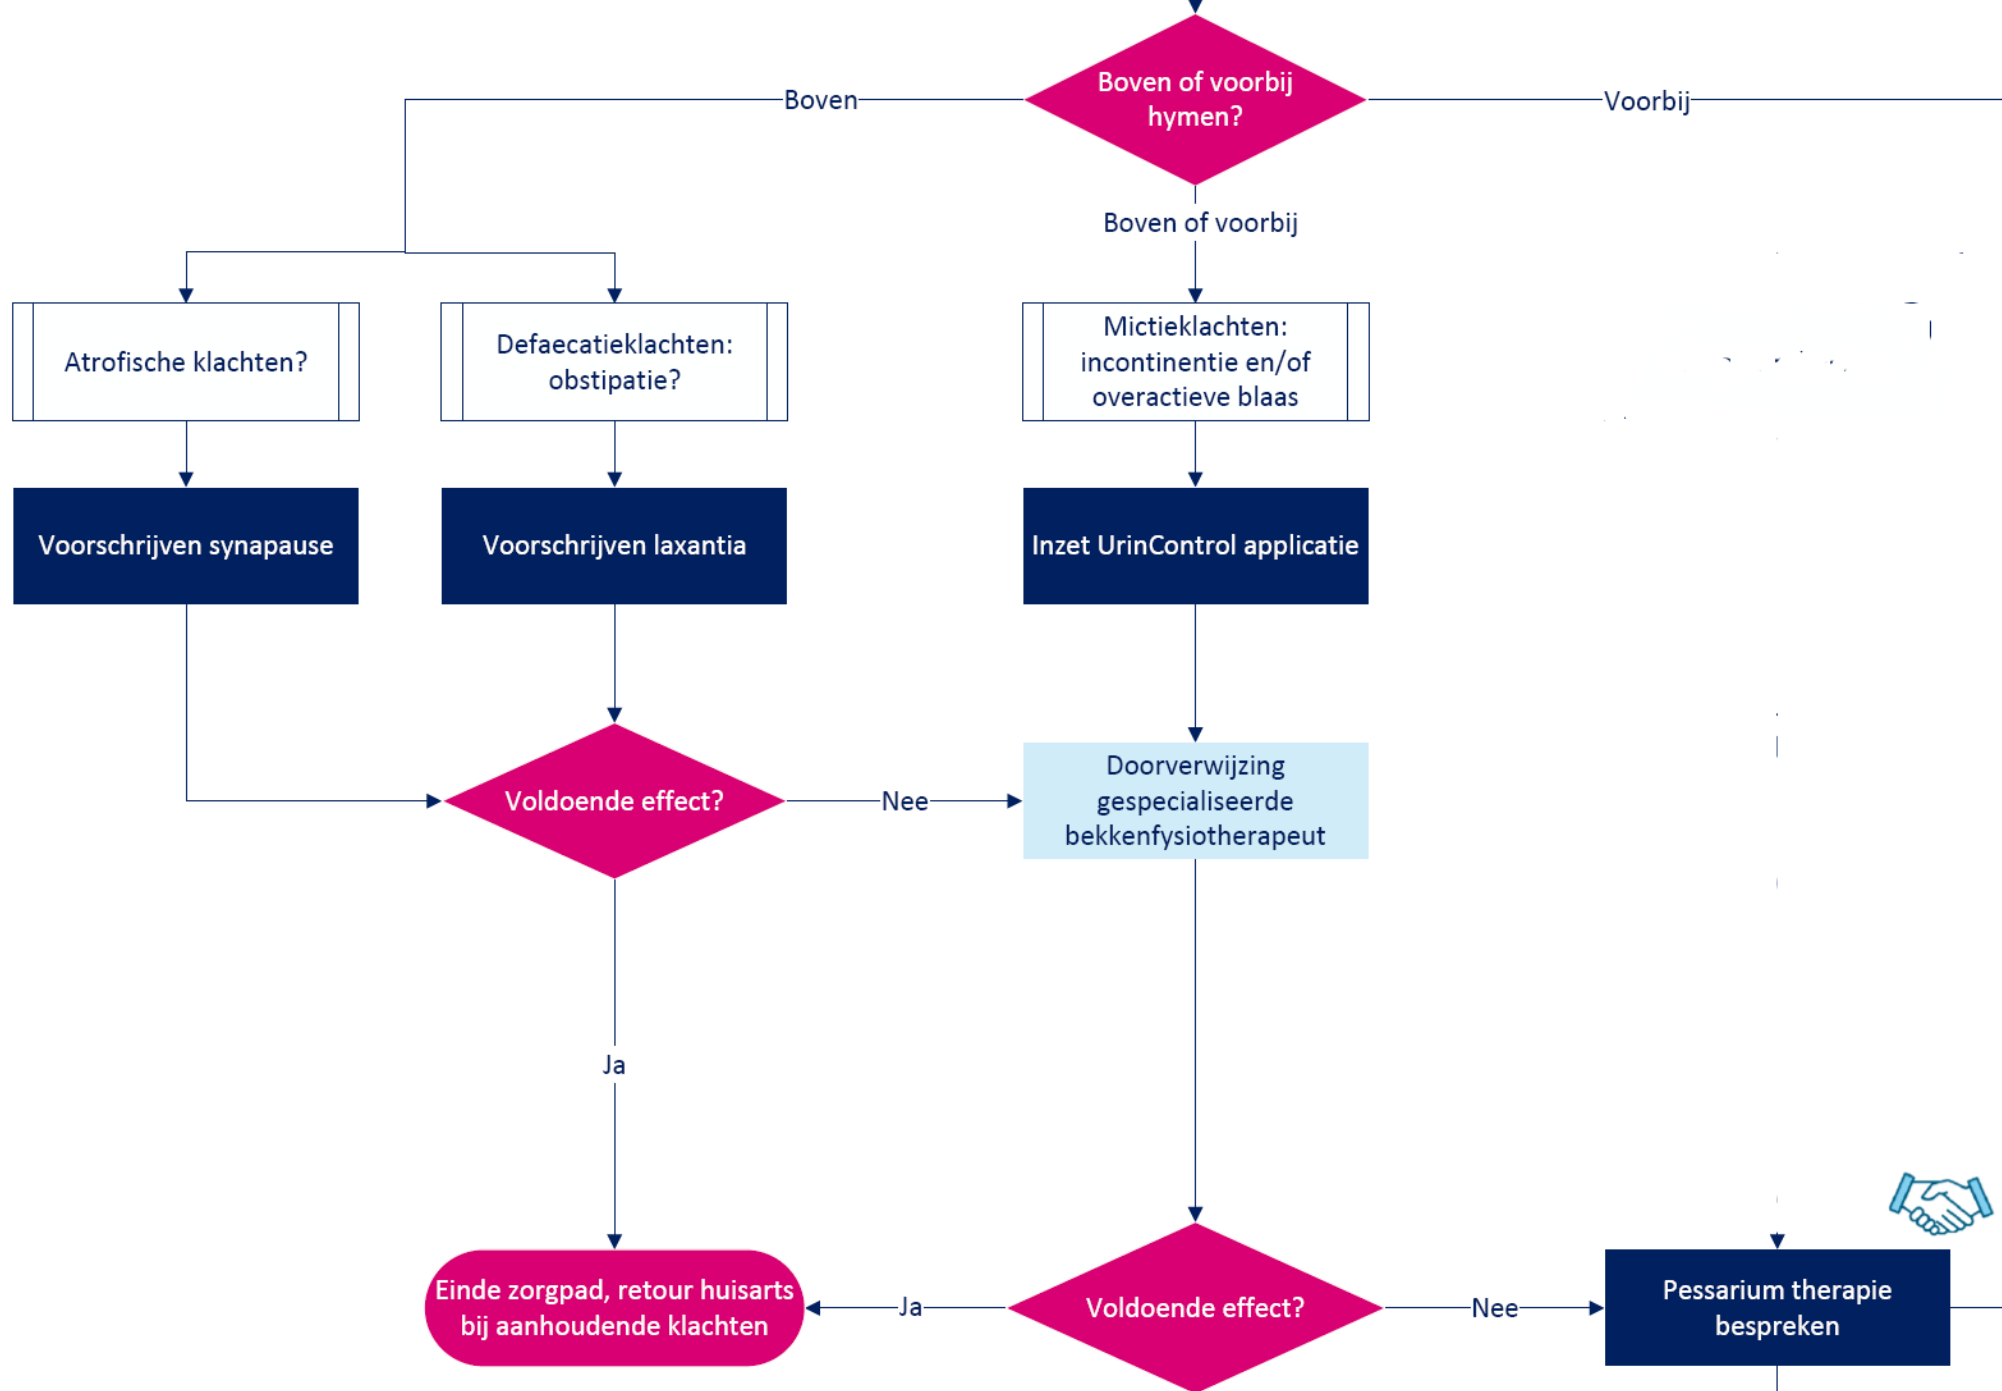 Boven of voorbij
hymen?
Boven
Voorbij
Boven of voorbij
Atrofische klachten?
Defaecatieklachten:
obstipatie?
Mictieklachten:
incontinentie en/of
overactieve blaas
Voorschrijven synapause
Voorschrijven laxantia
Inzet UrinControl applicatie
Voldoende effect?
Nee
Doorverwijzing
gespecialiseerde
bekkenfysiotherapeut
Ja
Einde zorgpad, retour huisarts
bij aanhoudende klachten
Ja
Voldoende effect?
Nee
Pessarium therapie
bespreken